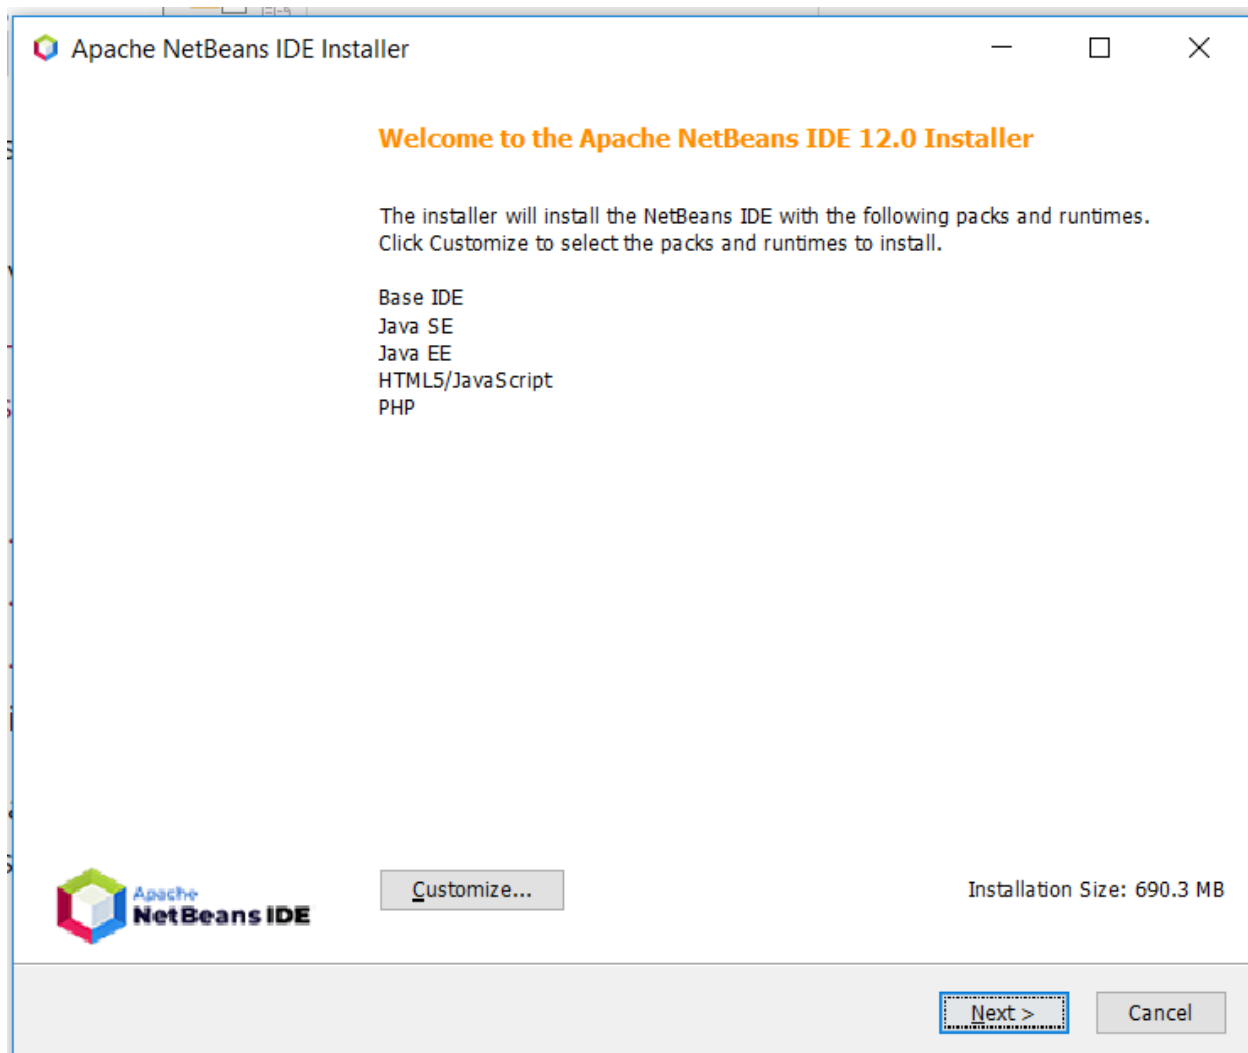 Apache NetBeans IDE Installer
Welcome to the Apache NetBeans IDE 12.0 Installer
The installer will install the NetBeans IDE with the following packs and runtimes.
Click Customize to select the packs and runtimes to install.
Base IDE
Java SE
Java EE
HTML5/JavaScript
PHP
Apache
NetBeans IDE
Customize...
Installation Size: 690.3 MB
Next >
Cancel